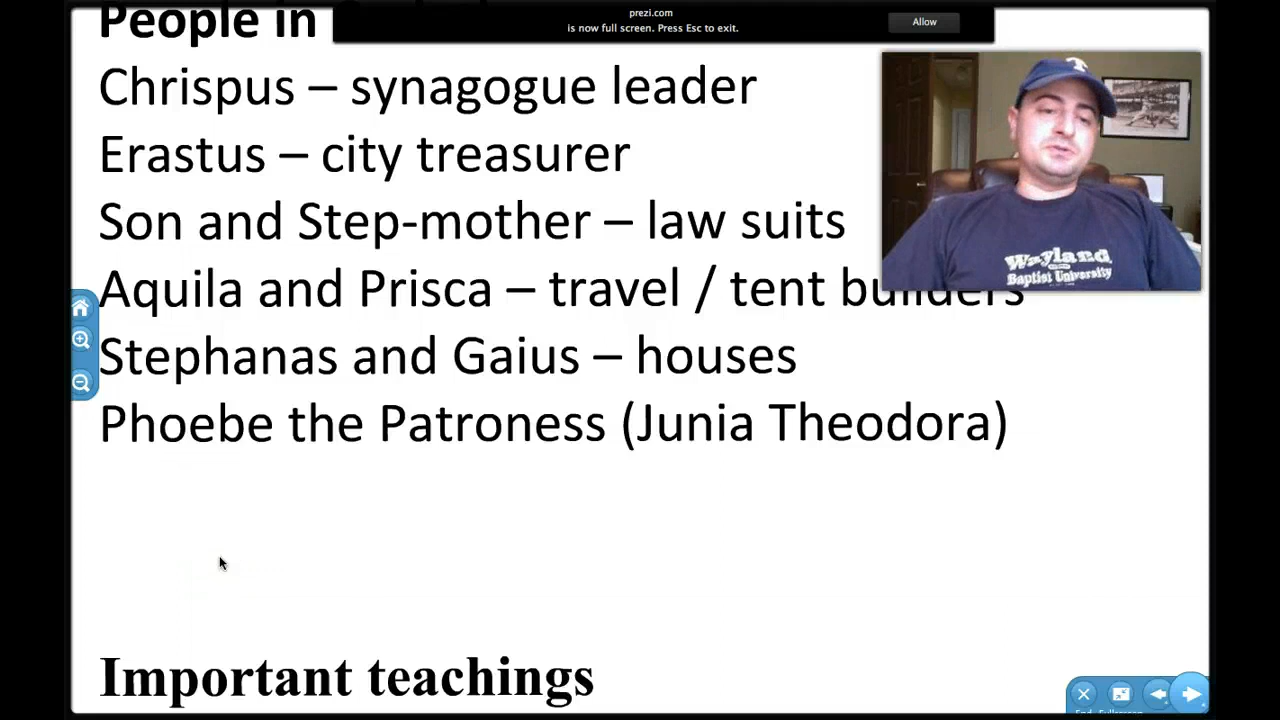 People in
prezi.com
is now full screen. Press Esc to exit.
Allow
Chrispus – synagogue leader
Erastus – city treasurer
Son and Step-mother – law suits
Aquila and Prisca – travel / tent builders
Stephanas and Gaius – houses
Phoebe the Patroness (Junia Theodora)
T
Wayland
Baptist University
Important teachings